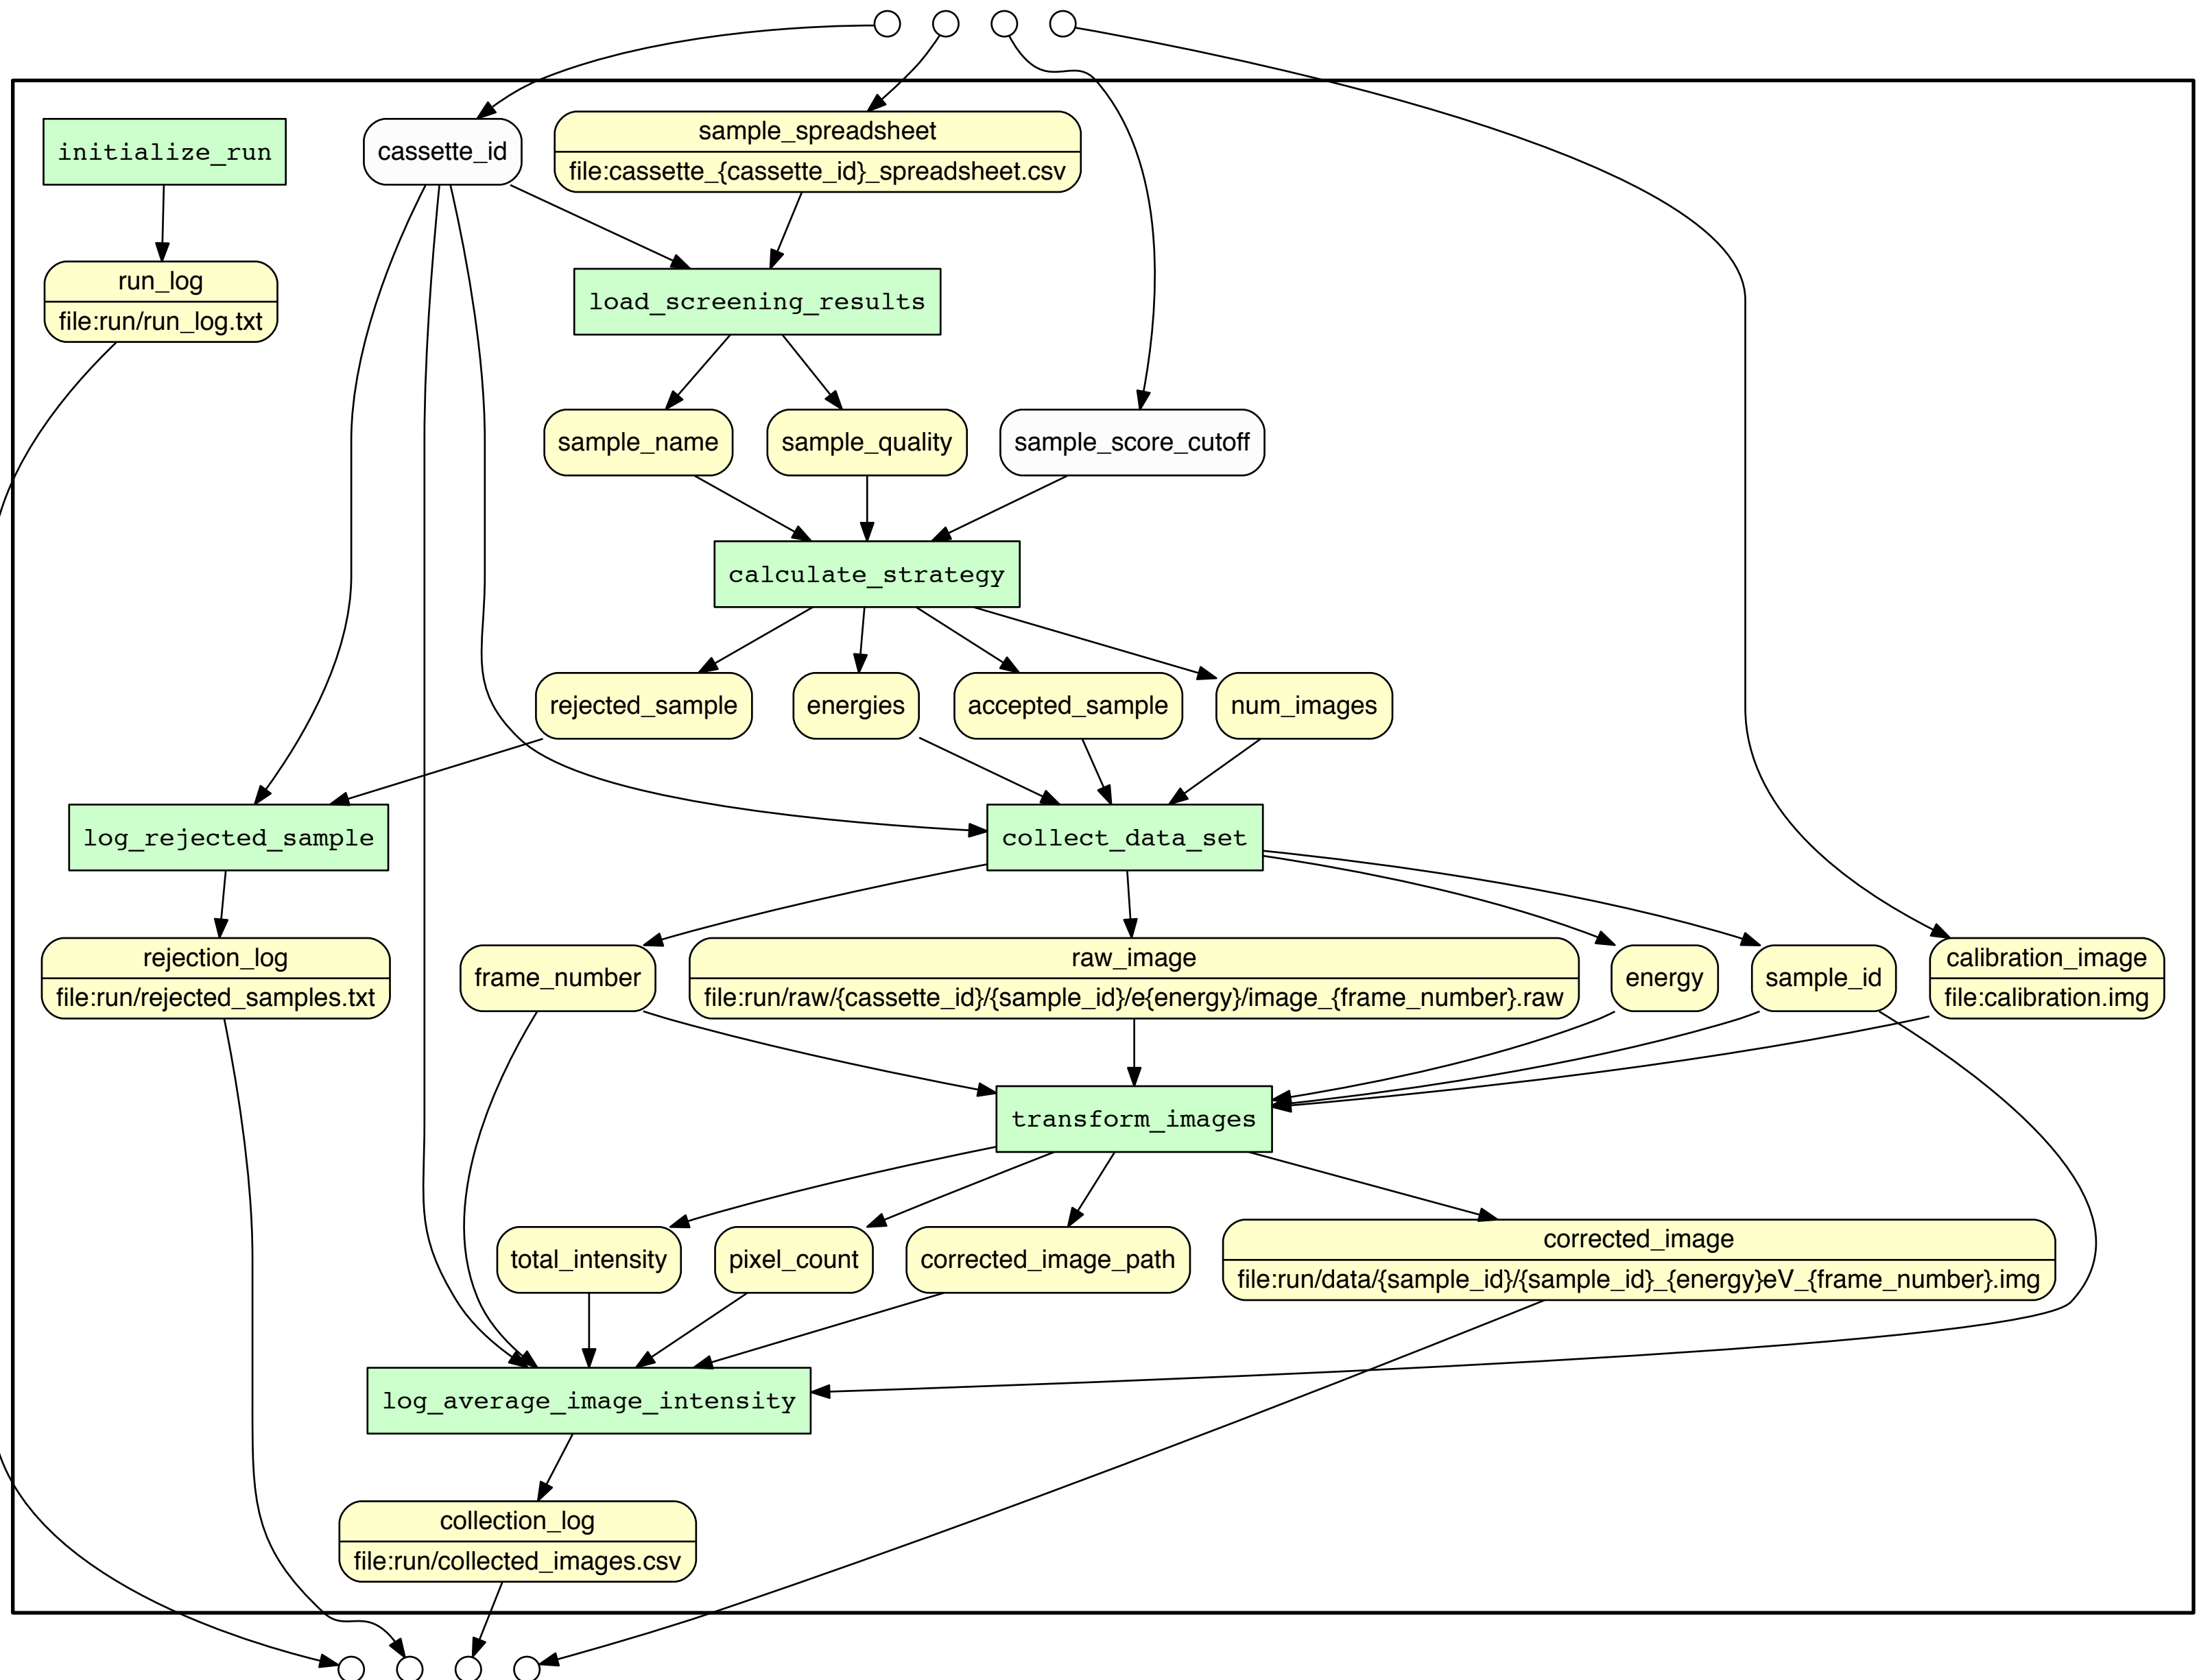 initialize_run
cassette_id
sample_spreadsheet
file:cassette_{cassette_id}_spreadsheet.csv
run_log
file:run/run_log.txt
load_screening_results
sample_name
sample_quality
sample_score_cutoff
calculate_strategy
rejected_sample
energies
accepted_sample
num_images
log_rejected_sample
collect_data_set
rejection_log
file:run/rejected_samples.txt
frame_number
raw_image
file:run/raw/{cassette_id}/{sample_id}/e{energy}/image_{frame_number}.raw
energy
sample_id
calibration_image
file:calibration.img
transform_images
total_intensity
pixel_count
corrected_image_path
corrected_image
file:run/data/{sample_id}/{sample_id}_{energy}eV_{frame_number}.img
log_average_image_intensity
collection_log
file:run/collected_images.csv